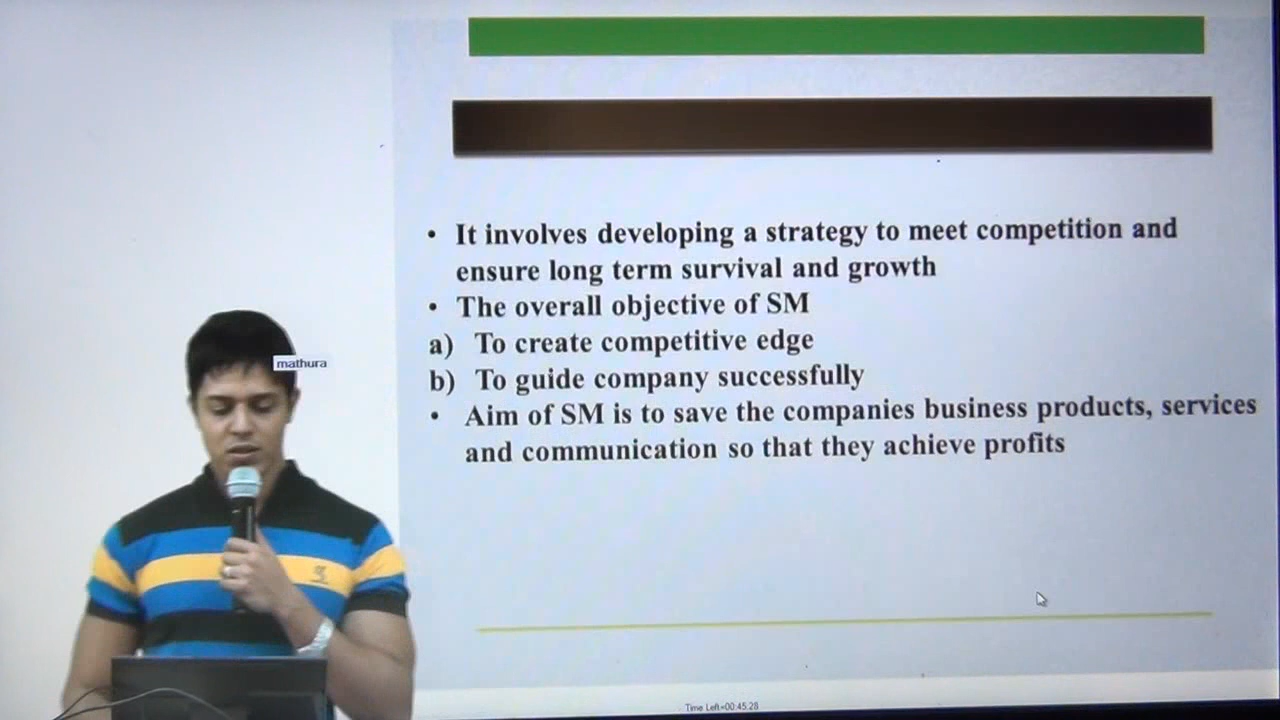 • It involves developing a strategy to meet competition and
ensure long term survival and growth
• The overall objective of SM
a) To create competitive edge
b) To guide company successfully
• Aim of SM is to save the companies business products, services
and communication so that they achieve profits
mathura
Time Left=00:45.28